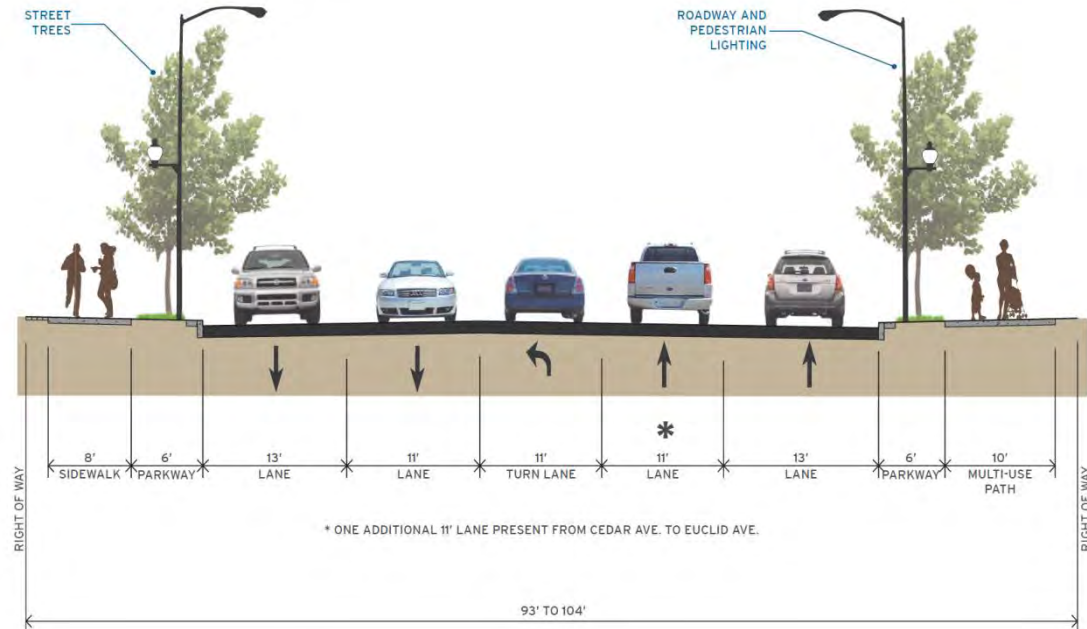 STREET
TREES
ROADWAY AND
PEDESTRIAN
LIGHTING
*
8'
SIDEWALK
6'
PARKWAY
13'
LANE
11'
LANE
11'
TURN LANE
11'
LANE
13'
LANE
6'
PARKWAY
10'
MULTI-USE
PATH
RIGHT OF WAY
RIGHT OF WAY
* ONE ADDITIONAL 11' LANE PRESENT FROM CEDAR AVE. TO EUCLID AVE.
93' TO 104'